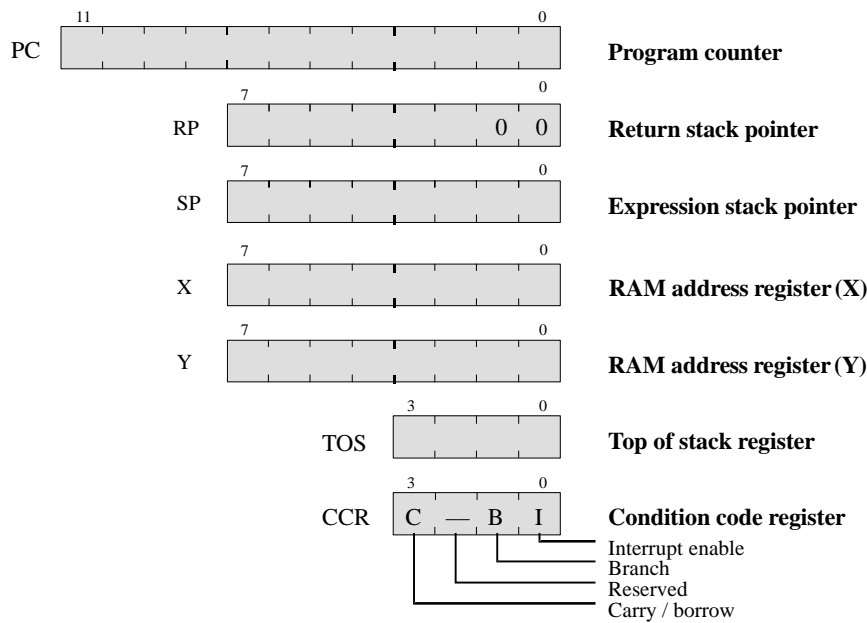 11 0
PC Program counter
7 0
RP 0 0 Return stack pointer
7 0
SP Expression stack pointer
7 0
X RAM address register (X)
7 0
Y RAM address register (Y)
3 0
TOS Top of stack register
3 0
CCR C — B I Condition code register
Interrupt enable
Branch
Reserved
Carry / borrow